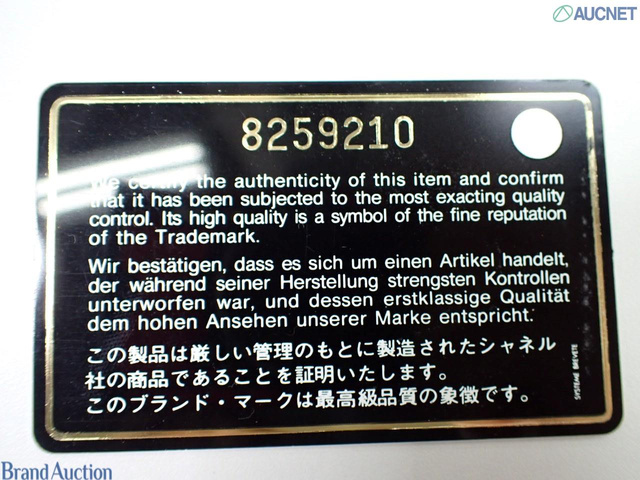 AUCNET
8259210
We certify the authenticity of this item and confirm
that it has been subjected to the most exacting quality
control. Its high quality is a symbol of the fine reputation
of the Trademark.
Wir bestätigen, dass es sich um einen Artikel handelt,
der während seiner Herstellung strengsten Kontrollen
unterworfen war, und dessen erstklassige Qualität
dem hohen Ansehen unserer Marke entspricht.
この製品は厳しい管理のもとに製造されたシャネル
社の商品であることを証明いたします。
このブランド・マークは最高級品質の象徴です。
SYSTEME BREVETE
Brand Auction